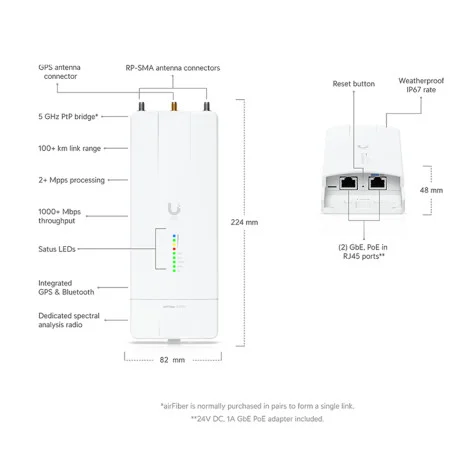 GPS antenna
connector
RP-SMA antenna connectors
5 GHz PtP bridge*
100+ km link range
2+ Mpps processing
1000+ Mbps
throughput
Satus LEDs
Integrated
GPS & Bluetooth
Dedicated spectral
analysis radio
224 mm
82 mm
Reset button
Weatherproof
IP67 rate
48 mm
(2) GbE, PoE in
RJ45 ports**
*airFiber is normally purchased in pairs to form a single link.
**24V DC, 1A GbE PoE adapter included.